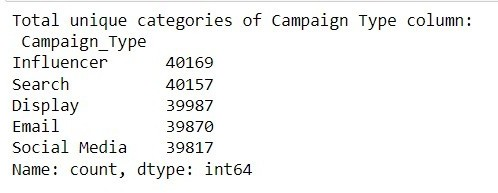 Total unique categories of Campaign Type column:
Campaign_Type
Influencer 40169
Search 40157
Display 39987
Email 39870
Social Media 39817
Name: count, dtype: int64